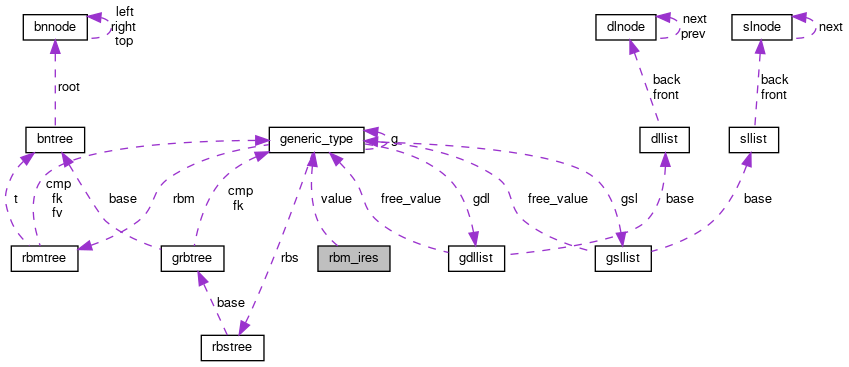 bnnode
left
right
top
dlnode
next
prev
slnode
next
root
back
front
back
front
bntree
generic_type
g
dllist
sllist
t
cmp
fk
fv
base
rbm
cmp
fk
value
free_value
gdl
free_value
gsl
base
base
rbmtree
grbtree
rbs
rbm_ires
gdllist
gsllist
base
rbstree